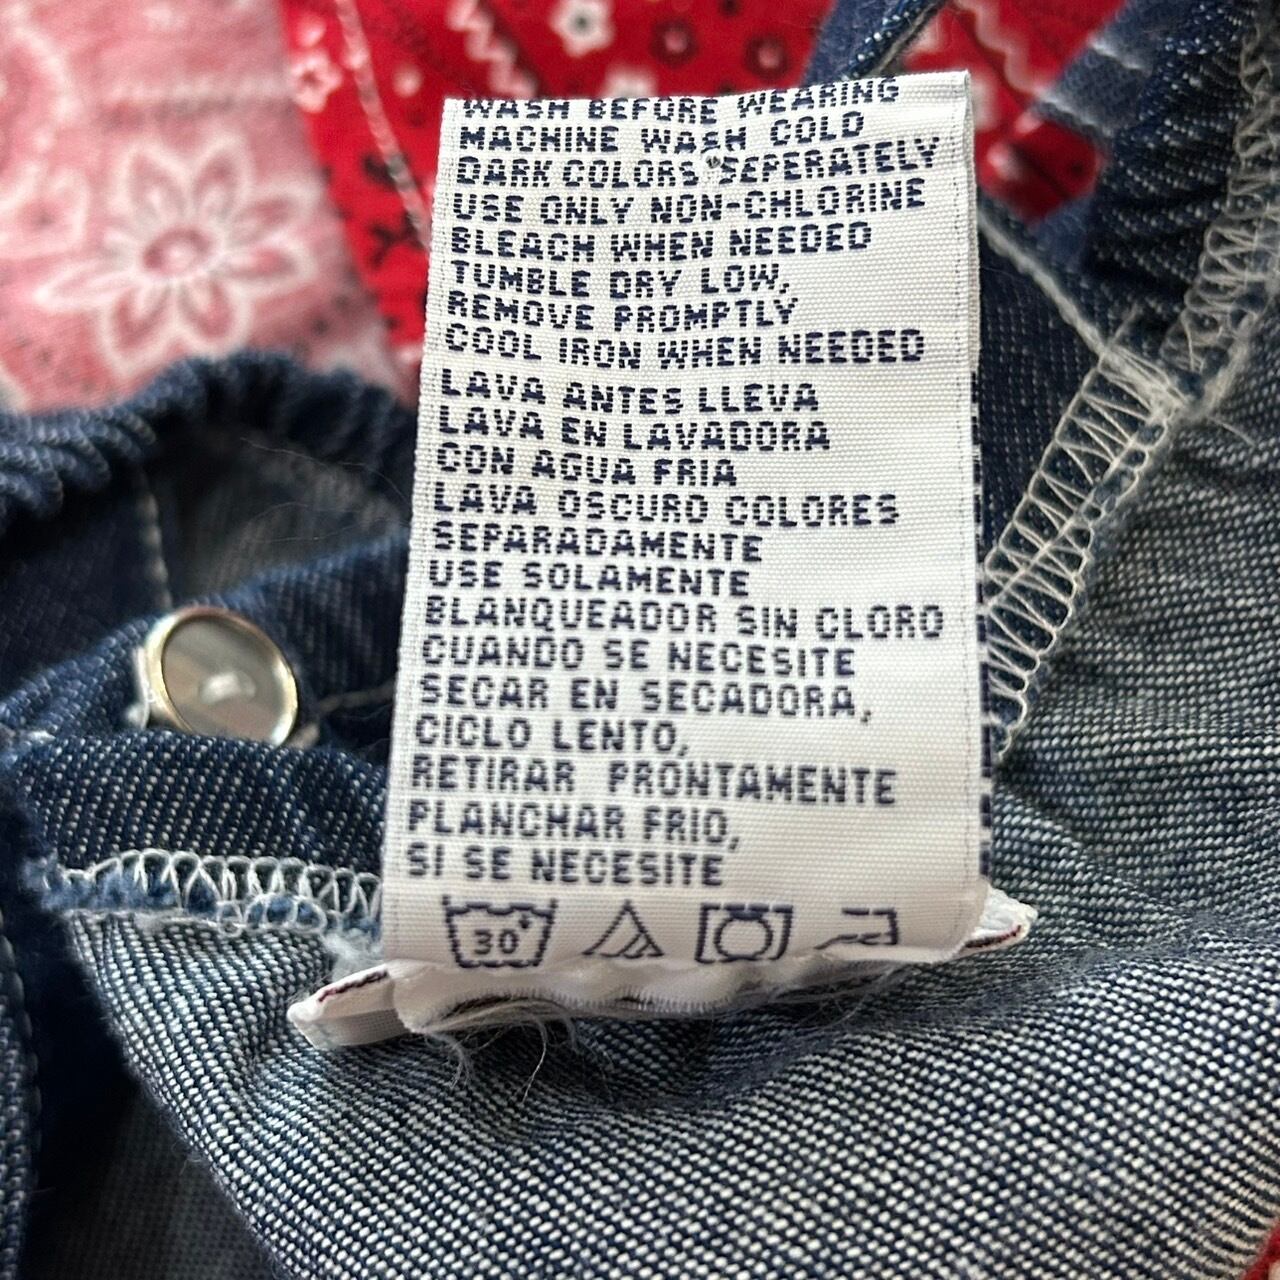 WASH BEFORE WEARING
MACHINE WASH COLD
DARK COLORS SEPERATELY
USE ONLY NON-CHLORINE
BLEACH WHEN NEEDED
TUMBLE DRY LOW,
REMOVE PROMPTLY
COOL IRON WHEN NEEDED
LAVA ANTES LLEVA
LAVA EN LAVADORA
CON AGUA FRIA
LAVA OSCURO COLORES
SEPARADAMENTE
USE SOLAMENTE
BLANQUEADOR SIN CLORO
CUANDO SE NECESITE
SECAR EN SECADORA,
CICLO LENTO,
RETIRAR PRONTAMENTE
PLANCHAR FRIO,
SI SE NECESITE
30°